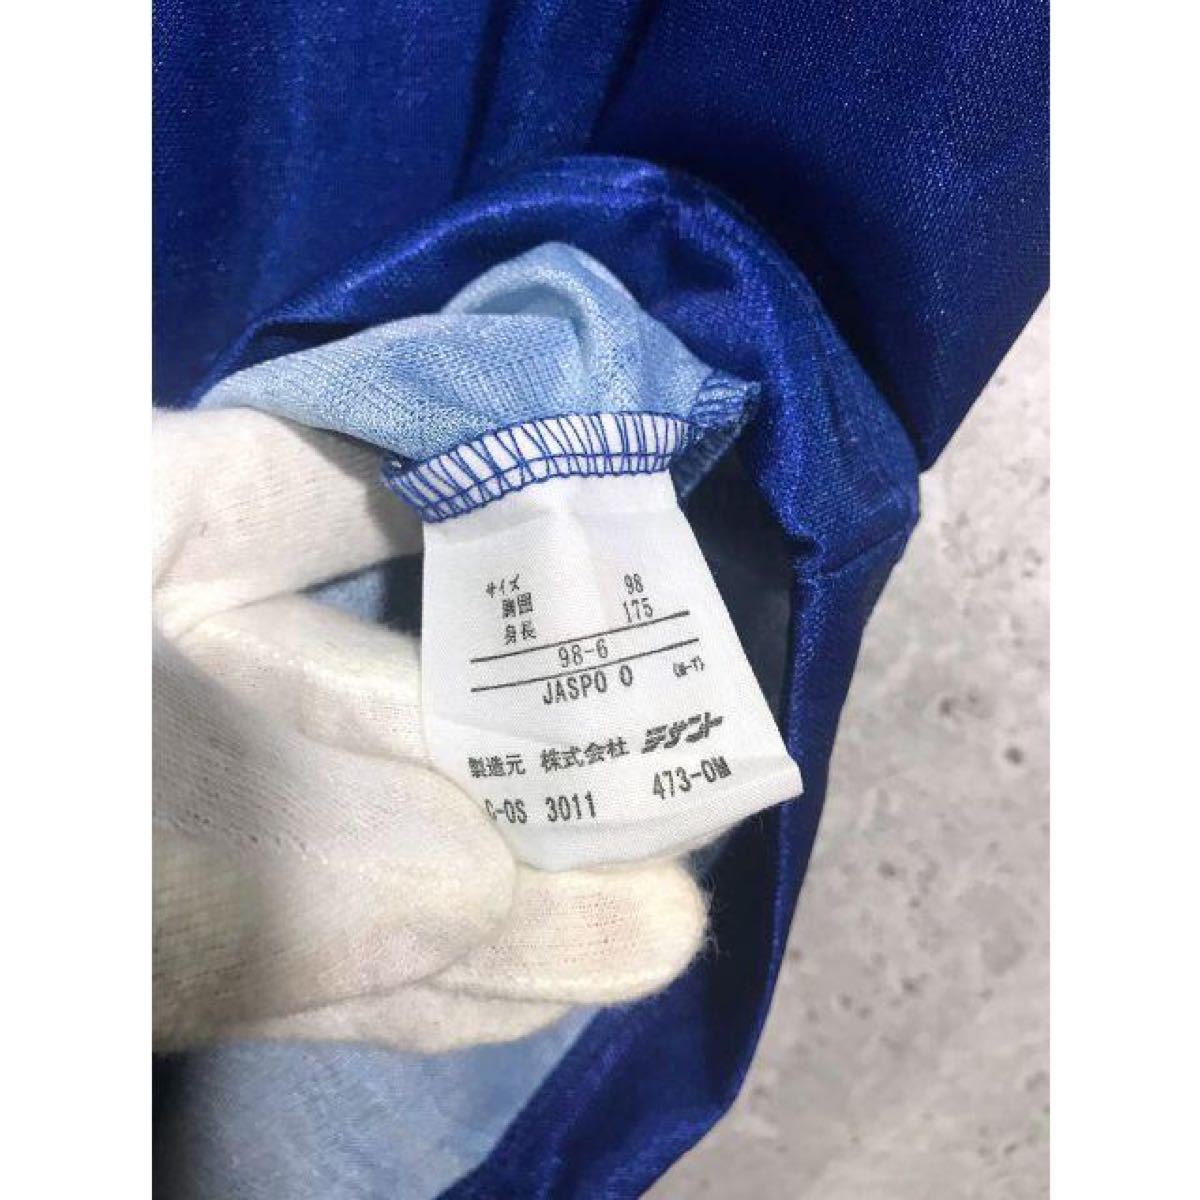 サイズ
胸囲 98
身長 175
98-6
JASPO O
製造元 株式会社 デサント
C-OS 3011 473-OM